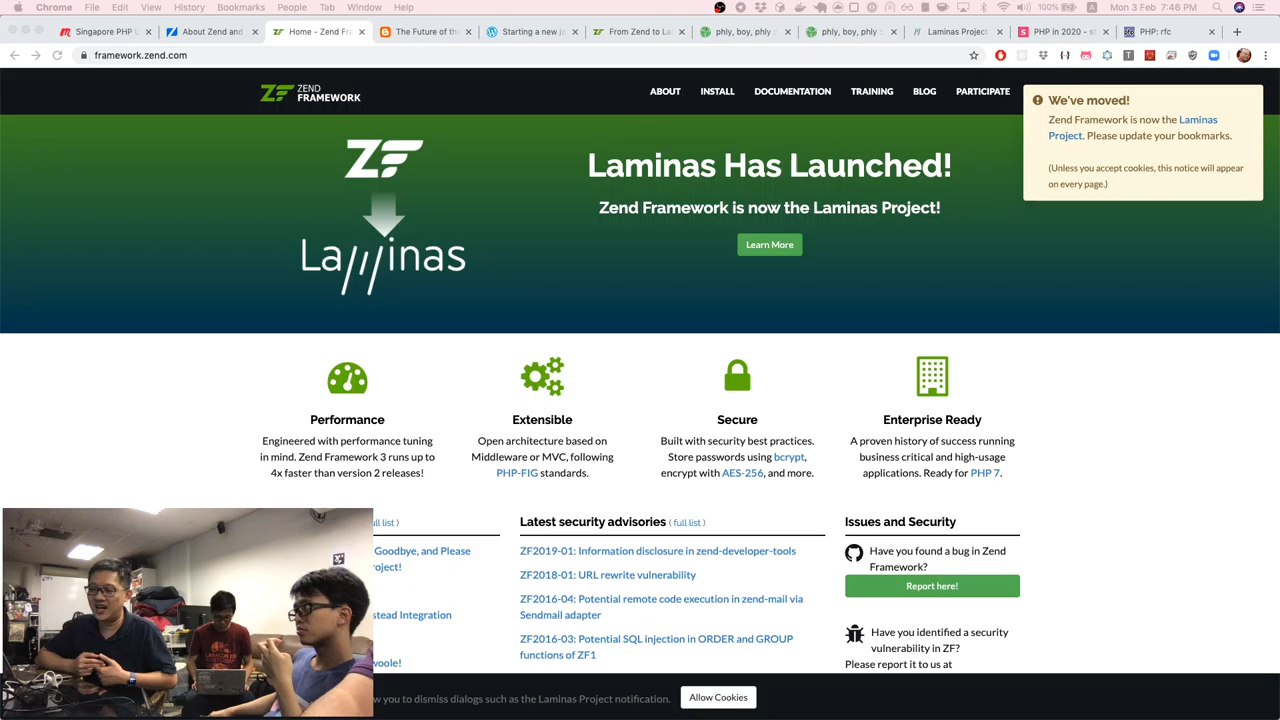 Chrome File Edit View History Bookmarks People Tab Window Help 100% A Mon 3 Feb 7:46 PM
Singapore PHP U × About Zend and × Home - Zend Fra × The Future of the × Starting a new jo × From Zend to La × phly, boy, phly × phly, boy, phly × Laminas Project × PHP in 2020 - st × PHP: rfc × +
framework.zend.com
ZEND
FRAMEWORK
ABOUT INSTALL DOCUMENTATION TRAINING BLOG PARTICIPATE
We've moved!
Zend Framework is now the Laminas
Project. Please update your bookmarks.
(Unless you accept cookies, this notice will appear
on every page.)
ZF
Laminas
Laminas Has Launched!
Zend Framework is now the Laminas Project!
Learn More
Performance
Engineered with performance tuning
in mind. Zend Framework 3 runs up to
4x faster than version 2 releases!
Extensible
Open architecture based on
Middleware or MVC, following
PHP-FIG standards.
Secure
Built with security best practices.
Store passwords using bcrypt,
encrypt with AES-256, and more.
Enterprise Ready
A proven history of success running
business critical and high-usage
applications. Ready for PHP 7.
ull list )
Goodbye, and Please
roject!
stead Integration
woole!
Latest security advisories ( full list )
ZF2019-01: Information disclosure in zend-developer-tools
ZF2018-01: URL rewrite vulnerability
ZF2016-04: Potential remote code execution in zend-mail via
Sendmail adapter
ZF2016-03: Potential SQL injection in ORDER and GROUP
functions of ZF1
Issues and Security
Have you found a bug in Zend
Framework?
Report here!
Have you identified a security
vulnerability in ZF?
Please report it to us at
you to dismiss dialogs such as the Laminas Project notification. Allow Cookies